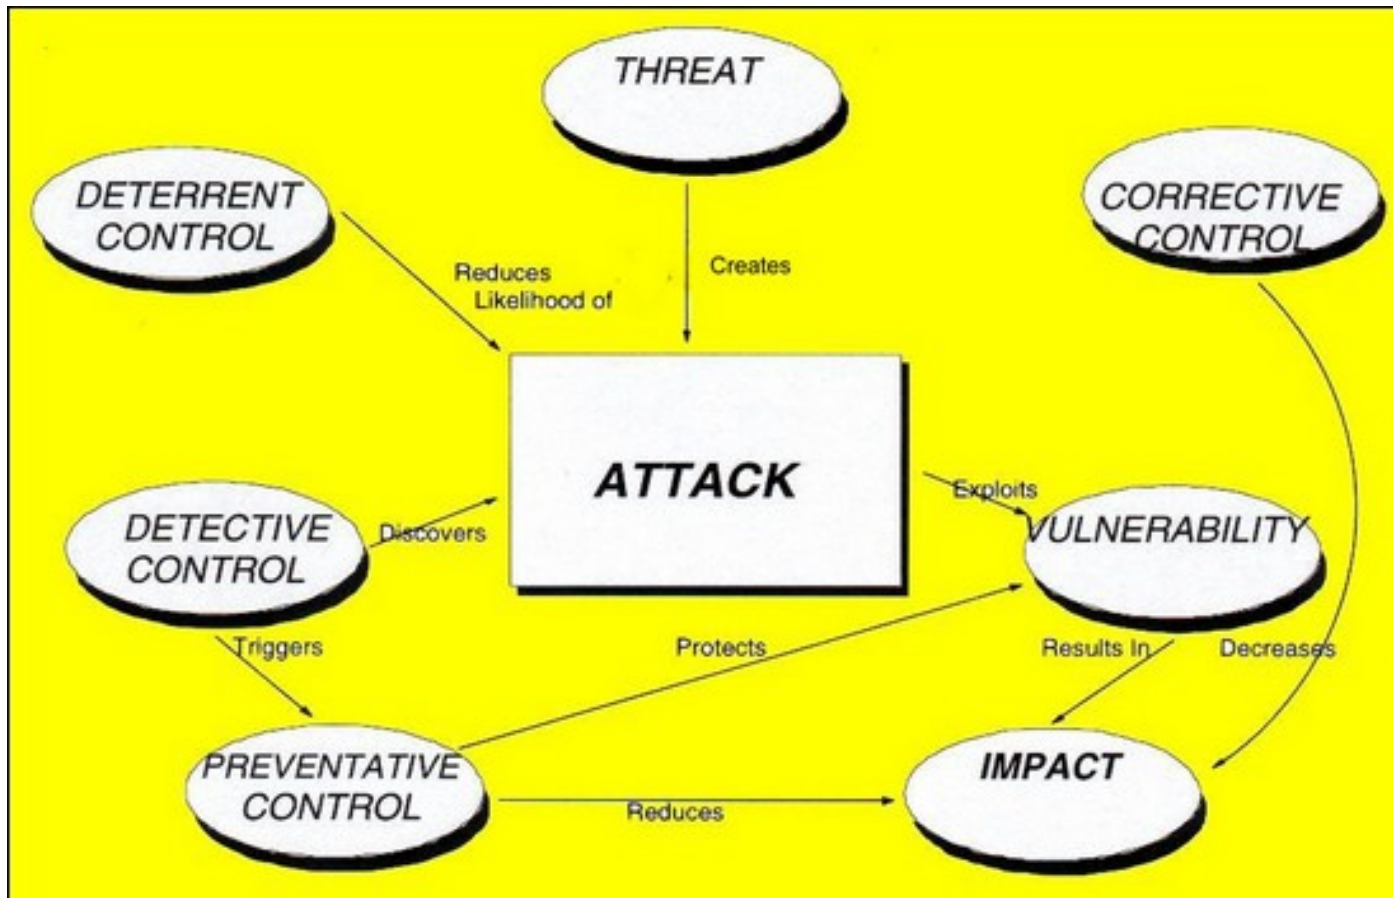 THREAT
DETERRENT
CONTROL
CORRECTIVE
CONTROL
Reduces
Likelihood of
Creates
ATTACK
Exploits
DETECTIVE
CONTROL
Discovers
VULNERABILITY
Triggers
Protects
Results In
Decreases
PREVENTATIVE
CONTROL
Reduces
IMPACT